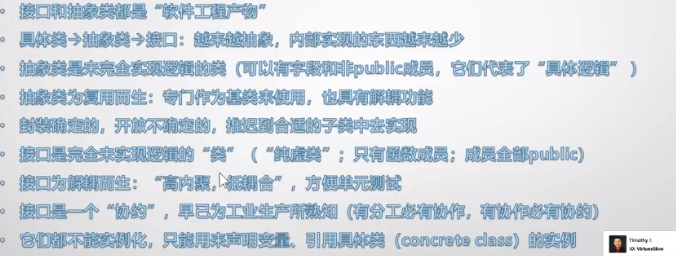 • 接口和抽象类都是“软件工程产物”
• 具体类→抽象类→接口：越来越抽象，内部实现的东西越来越少
• 抽象类是未完全实现逻辑的类（可以有字段和非public成员，它们代表了“具体逻辑”）
• 抽象类为复用而生：专门作为基类来使用，也具有解耦功能
• 封装确定的，开放不确定的，推迟到合适的子类中去实现
• 接口是完全未实现逻辑的“类”（“纯虚类”；只有函数成员；成员全部public）
• 接口为解耦而生：“高内聚，低耦合”，方便单元测试
• 接口是一个“协约”，早已为工业生产所熟知（有分工必有协作，有协作必有协约）
• 它们都不能实例化，只能用来声明变量、引用具体类（concrete class）的实例
Timothy